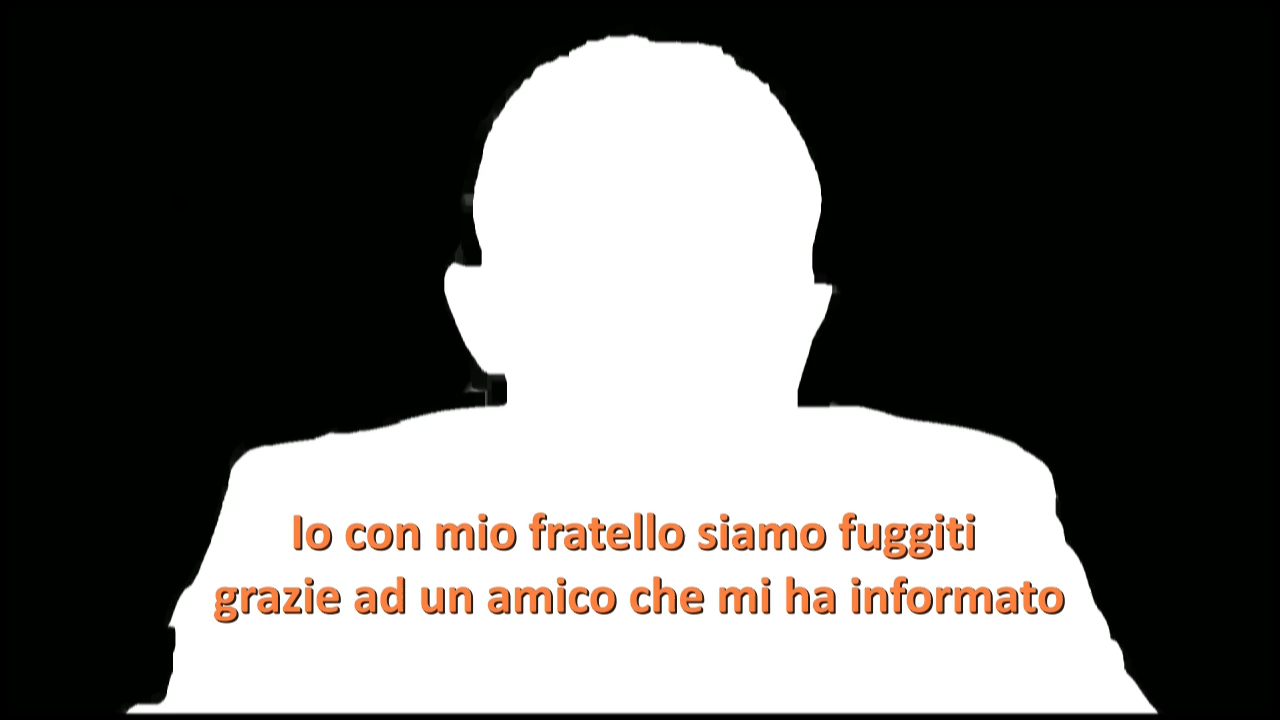 Io con mio fratello siamo fuggiti
grazie ad un amico che mi ha informato